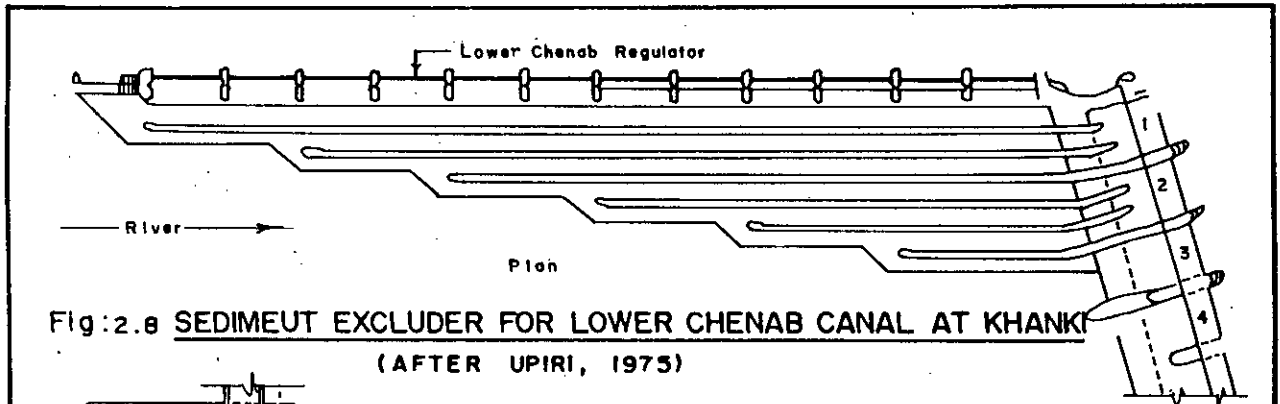 Lower Chenab Regulator
1
2
River
Plan
3
4
Fig:2.8 SEDIMEUT EXCLUDER FOR LOWER CHENAB CANAL AT KHANKI
(AFTER UPIRI, 1975)